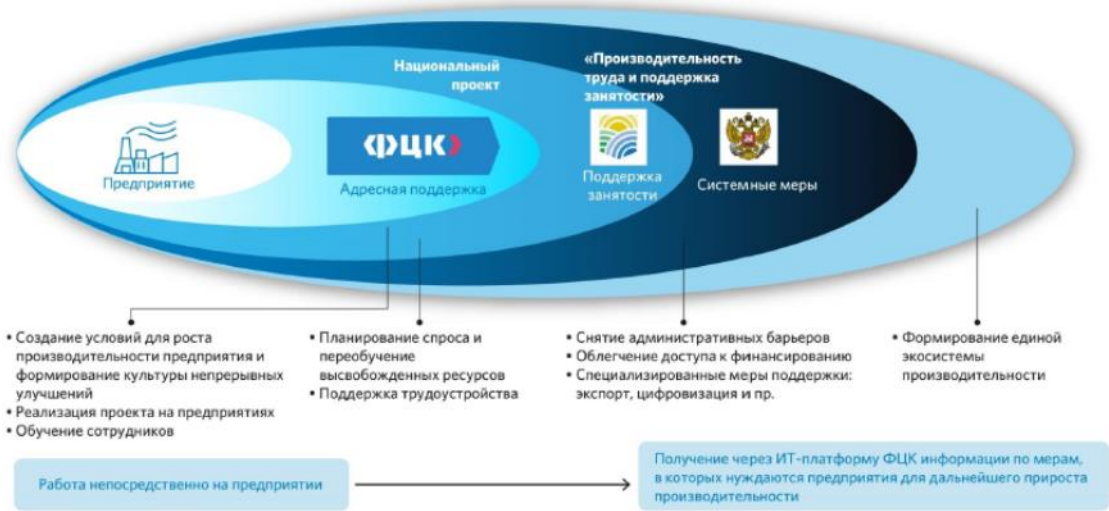 Национальный
проект
«Производительность
труда и поддержка
занятости»
Предприятие
ФЦК
Адресная поддержка
Поддержка
занятости
Системные меры
▪ Создание условий для роста
производительности предприятия и
формирование культуры непрерывных
улучшений
▪ Реализация проекта на предприятиях
▪ Обучение сотрудников
▪ Планирование спроса и
переобучение
высвобожденных ресурсов
▪ Поддержка трудоустройства
▪ Снятие административных барьеров
▪ Облегчение доступа к финансированию
▪ Специализированные меры поддержки:
экспорт, цифровизация и пр.
▪ Формирование единой
экосистемы
производительности
Работа непосредственно на предприятии
Получение через ИТ-платформу ФЦК информации по мерам,
в которых нуждаются предприятия для дальнейшего прироста
производительности